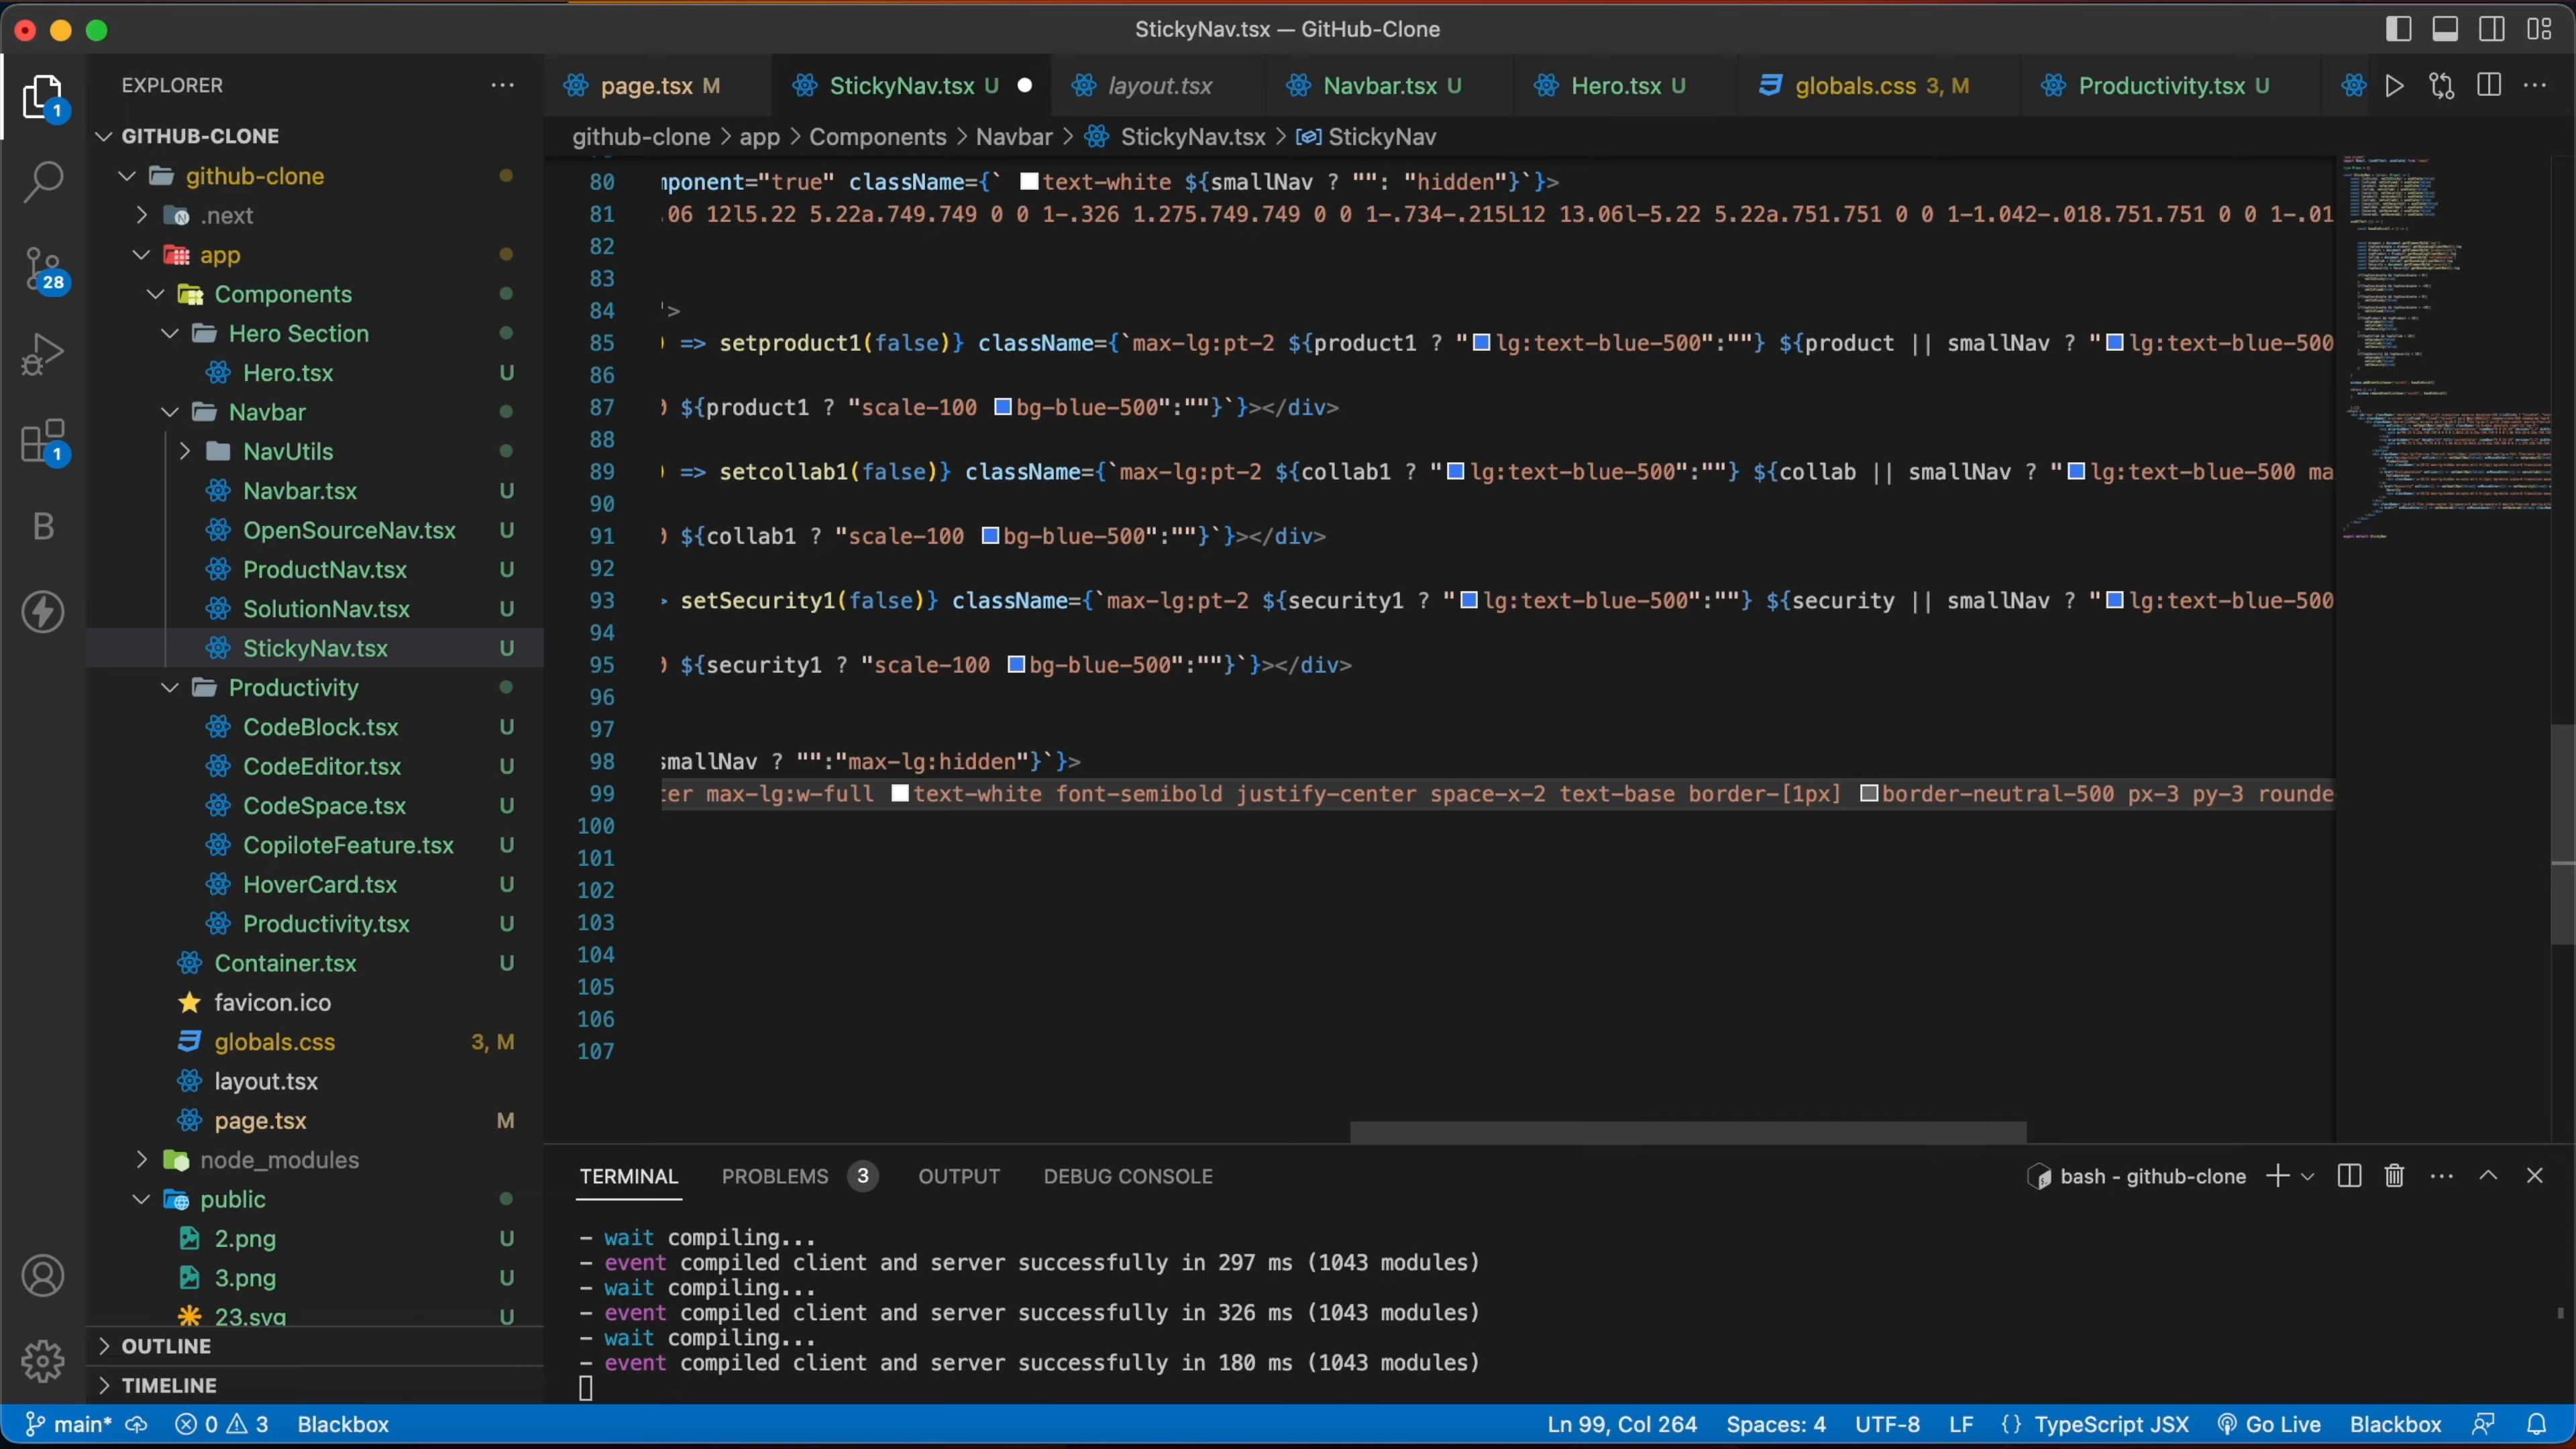 StickyNav.tsx — GitHub-Clone
EXPLORER
page.tsx M
StickyNav.tsx U
layout.tsx
Navbar.tsx U
Hero.tsx U
globals.css 3, M
Productivity.tsx U
github-clone > app > Components > Navbar > StickyNav.tsx > StickyNav
1
28
1
B
GITHUB-CLONE
github-clone
.next
app
Components
Hero Section
Hero.tsx U
Navbar
NavUtils
Navbar.tsx U
OpenSourceNav.tsx U
ProductNav.tsx U
SolutionNav.tsx U
StickyNav.tsx U
Productivity
CodeBlock.tsx U
CodeEditor.tsx U
CodeSpace.tsx U
CopiloteFeature.tsx U
HoverCard.tsx U
Productivity.tsx U
Container.tsx U
favicon.ico
globals.css 3, M
layout.tsx
page.tsx M
node_modules
public
2.png U
3.png U
23.svg U
OUTLINE
TIMELINE
80 nponent="true" className={` text-white ${smallNav ? "": "hidden"}`}>
81 .06 12l5.22 5.22a.749.749 0 0 1-.326 1.275.749.749 0 0 1-.734-.215L12 13.06l-5.22 5.22a.751.751 0 0 1-1.042-.018.751.751 0 0 1-.01
82
83
84 '>
85 ) => setproduct1(false)} className={`max-lg:pt-2 ${product1 ? "lg:text-blue-500":""} ${product || smallNav ? "lg:text-blue-500
86
87 ) ${product1 ? "scale-100 bg-blue-500":""}`}></div>
88
89 ) => setcollab1(false)} className={`max-lg:pt-2 ${collab1 ? "lg:text-blue-500":""} ${collab || smallNav ? "lg:text-blue-500 ma
90
91 ) ${collab1 ? "scale-100 bg-blue-500":""}`}></div>
92
93 > setSecurity1(false)} className={`max-lg:pt-2 ${security1 ? "lg:text-blue-500":""} ${security || smallNav ? "lg:text-blue-500
94
95 ) ${security1 ? "scale-100 bg-blue-500":""}`}></div>
96
97
98 smallNav ? "":"max-lg:hidden"}`}>
99 ter max-lg:w-full text-white font-semibold justify-center space-x-2 text-base border-[1px] border-neutral-500 px-3 py-3 rounde
100
101
102
103
104
105
106
107
TERMINAL PROBLEMS 3 OUTPUT DEBUG CONSOLE
bash - github-clone
- wait compiling...
- event compiled client and server successfully in 297 ms (1043 modules)
- wait compiling...
- event compiled client and server successfully in 326 ms (1043 modules)
- wait compiling...
- event compiled client and server successfully in 180 ms (1043 modules)
main* 0 3 Blackbox
Ln 99, Col 264 Spaces: 4 UTF-8 LF {} TypeScript JSX Go Live Blackbox